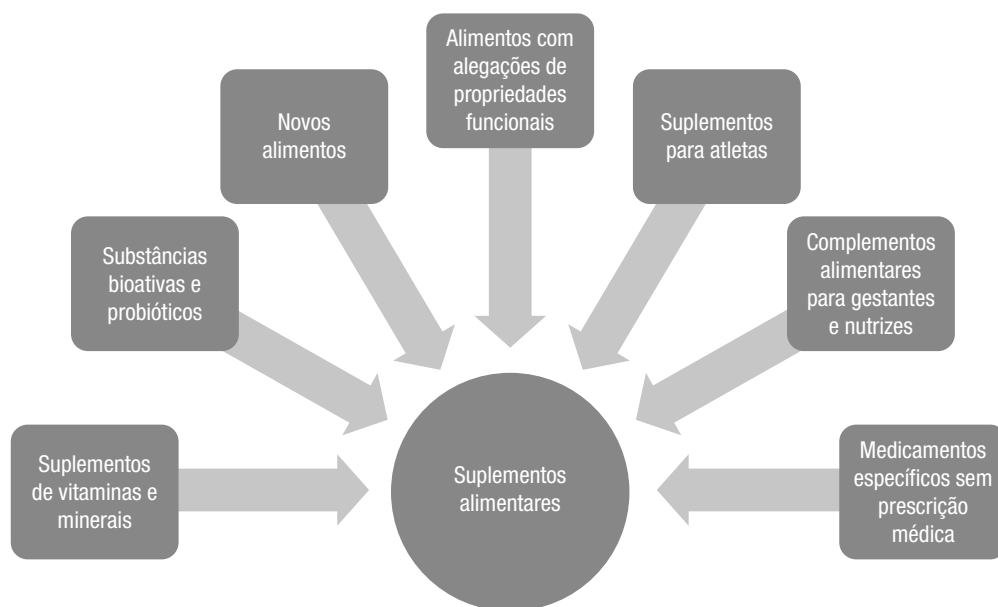 Alimentos com
alegações de
propriedades
funcionais
Novos
alimentos
Suplementos
para atletas
Substâncias
bioativas e
probióticos
Complementos
alimentares
para gestantes
e nutrizes
Suplementos
de vitaminas e
minerais
Suplementos
alimentares
Medicamentos
específicos sem
prescrição
médica